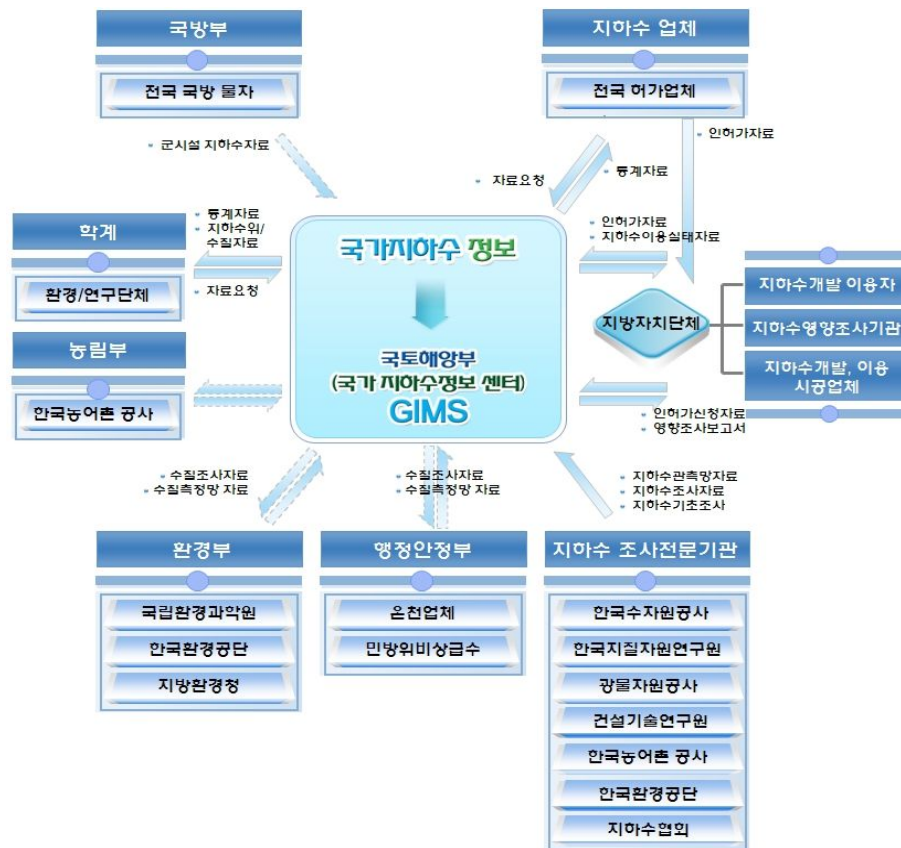 국방부
전국 국방 물자
지하수 업체
전국 허가업체
• 군시설 지하수자료
• 인허가자료
• 자료요청
• 통계자료
학계
환경/연구단체
• 통계자료
• 지하수위/
수질자료
• 자료요청
국가지하수 정보
국토해양부
(국가 지하수정보 센터)
GIMS
• 인허가자료
• 지하수이용실태자료
지방자치단체
지하수개발 이용자
지하수영향조사기관
지하수개발, 이용
시공업체
농림부
한국농어촌 공사
• 인허가신청자료
• 영향조사보고서
• 수질조사자료
• 수질측정망 자료
• 수질조사자료
• 수질측정망 자료
• 지하수관측망자료
• 지하수조사자료
• 지하수기초조사
환경부
국립환경과학원
한국환경공단
지방환경청
행정안정부
온천업체
민방위비상급수
지하수 조사전문기관
한국수자원공사
한국지질자원연구원
광물자원공사
건설기술연구원
한국농어촌 공사
한국환경공단
지하수협회